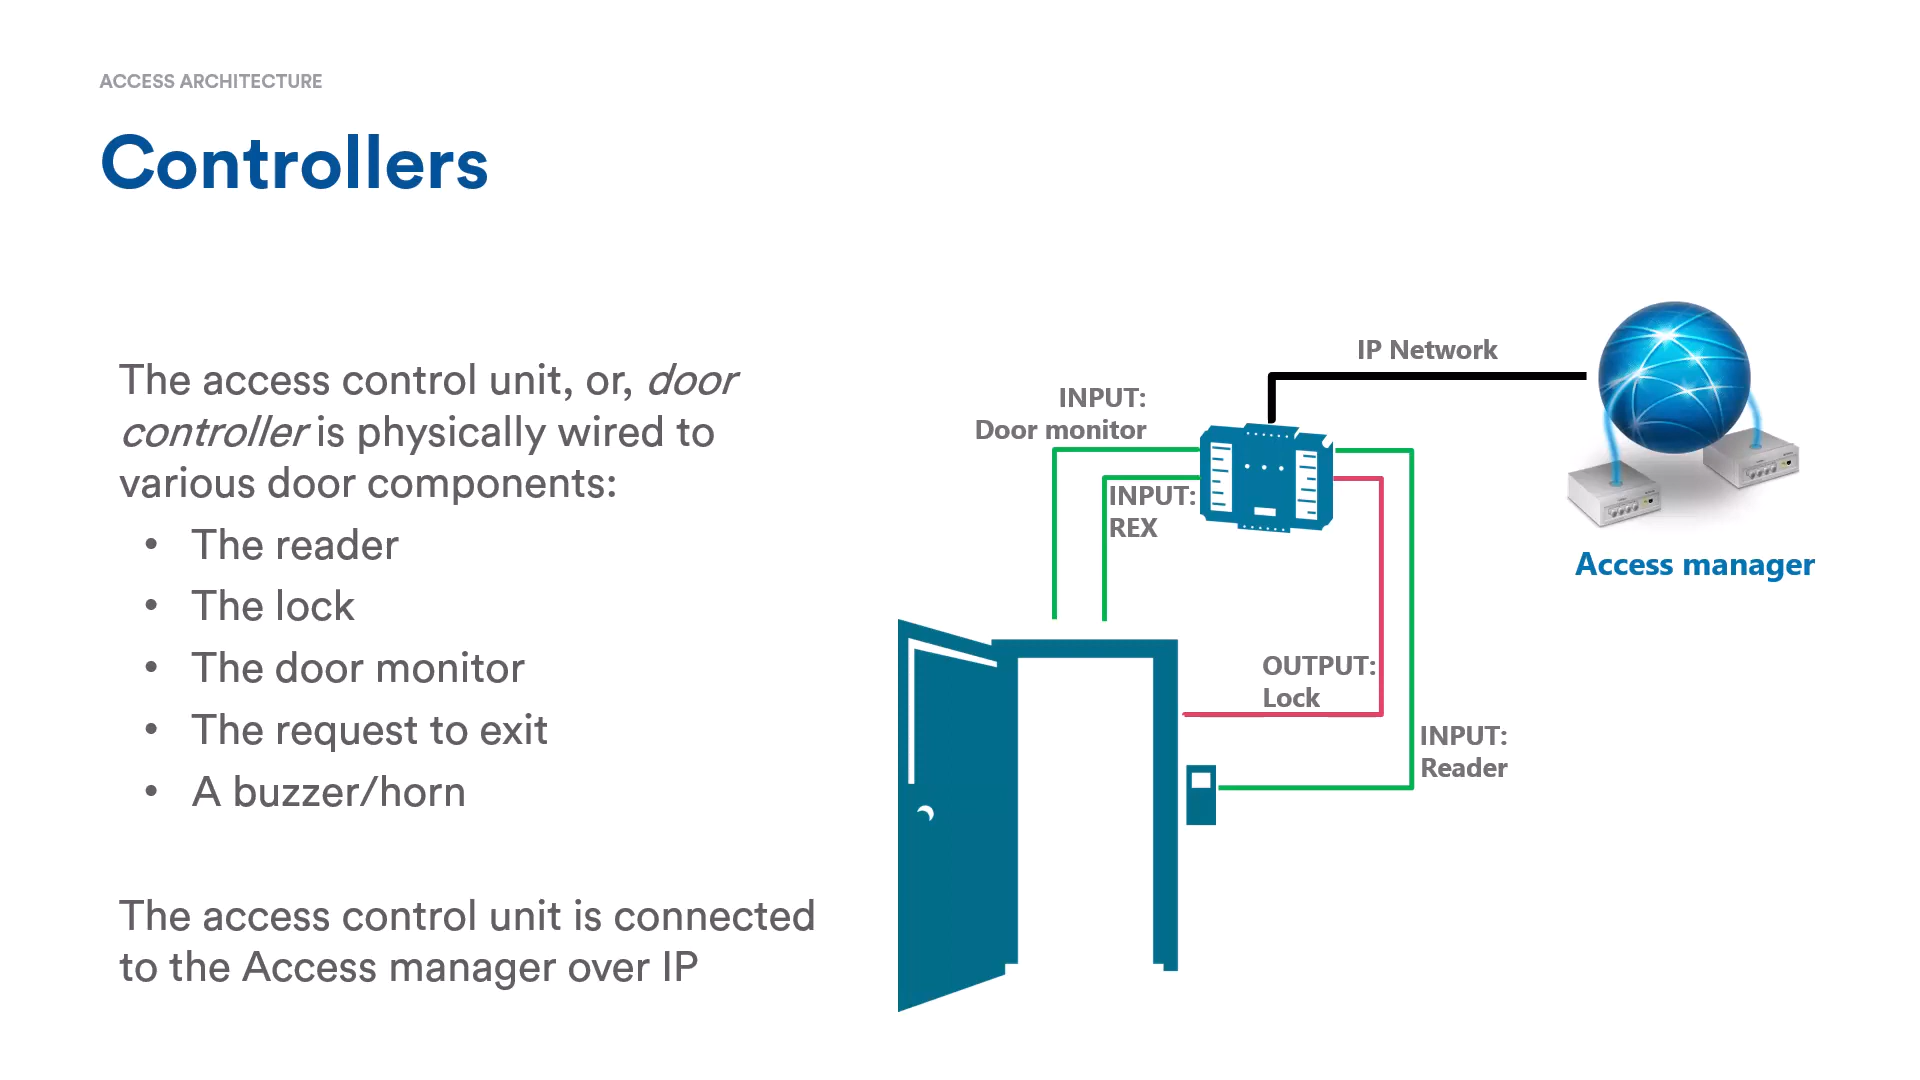 ACCESS ARCHITECTURE
Controllers
The access control unit, or, door
controller is physically wired to
various door components:
• The reader
• The lock
• The door monitor
• The request to exit
• A buzzer/horn
The access control unit is connected
to the Access manager over IP
IP Network
INPUT:
Door monitor
INPUT:
REX
Access manager
OUTPUT:
Lock
INPUT:
Reader